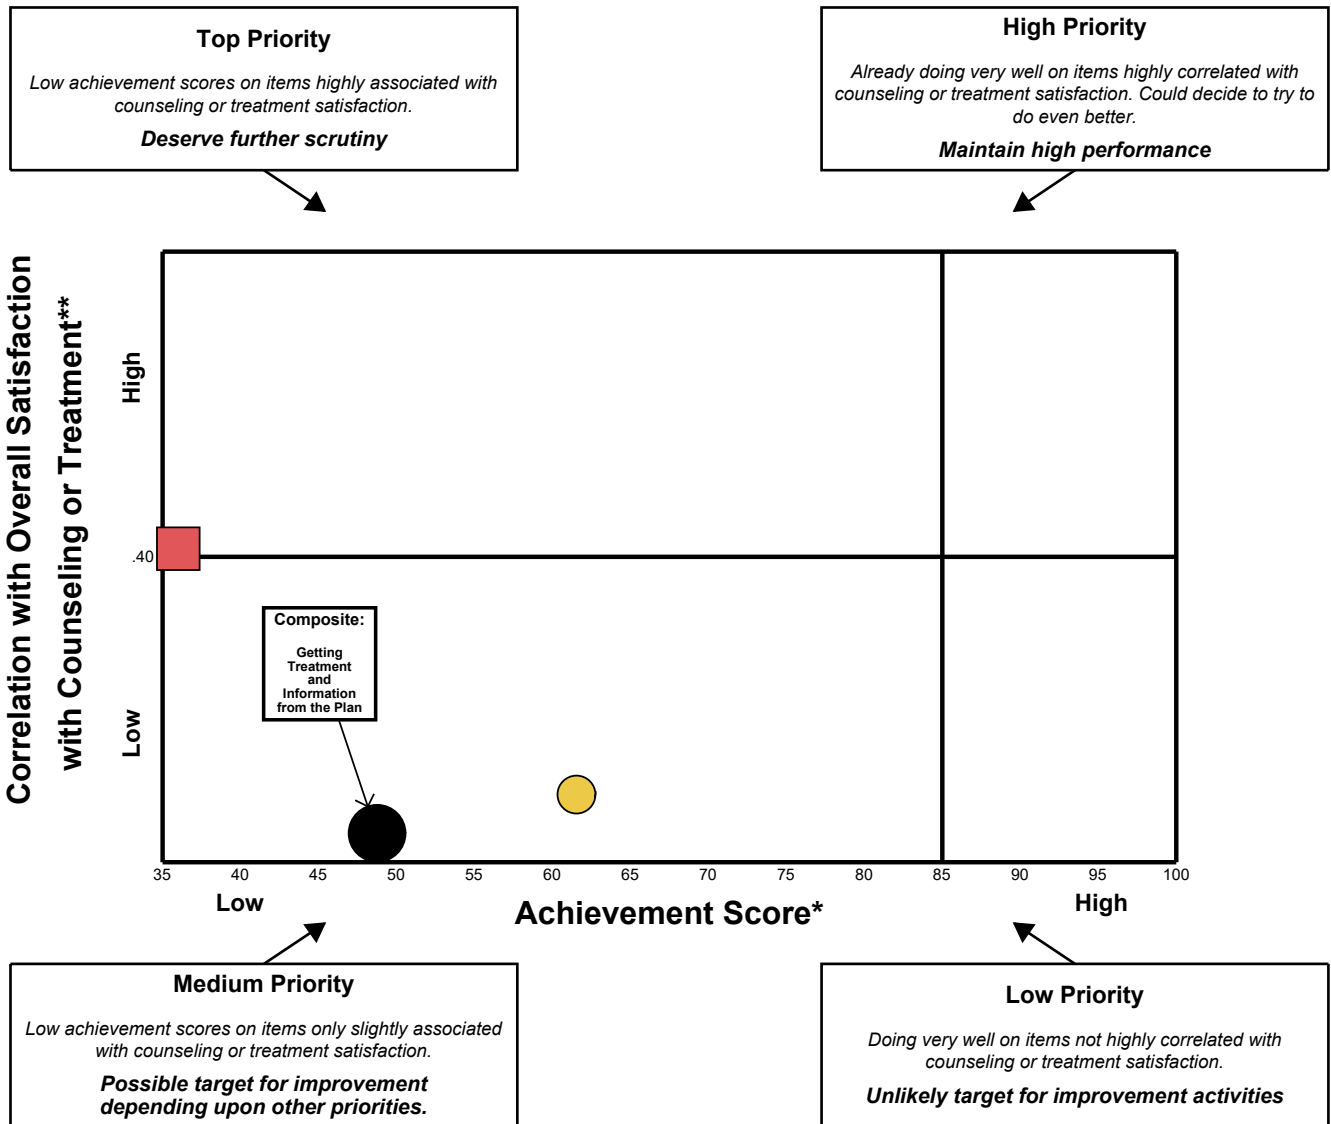 Top Priority
Low achievement scores on items highly associated with
counseling or treatment satisfaction.
Deserve further scrutiny
High Priority
Already doing very well on items highly correlated with
counseling or treatment satisfaction. Could decide to try to
do even better.
Maintain high performance
Correlation with Overall Satisfaction
with Counseling or Treatment**
High
.40
Low
Composite:
Getting
Treatment
and
Information
from the Plan
35 40 45 50 55 60 65 70 75 80 85 90 95 100
Low
Achievement Score*
High
Medium Priority
Low achievement scores on items only slightly associated
with counseling or treatment satisfaction.
Possible target for improvement
depending upon other priorities.
Low Priority
Doing very well on items not highly correlated with
counseling or treatment satisfaction.
Unlikely target for improvement activities